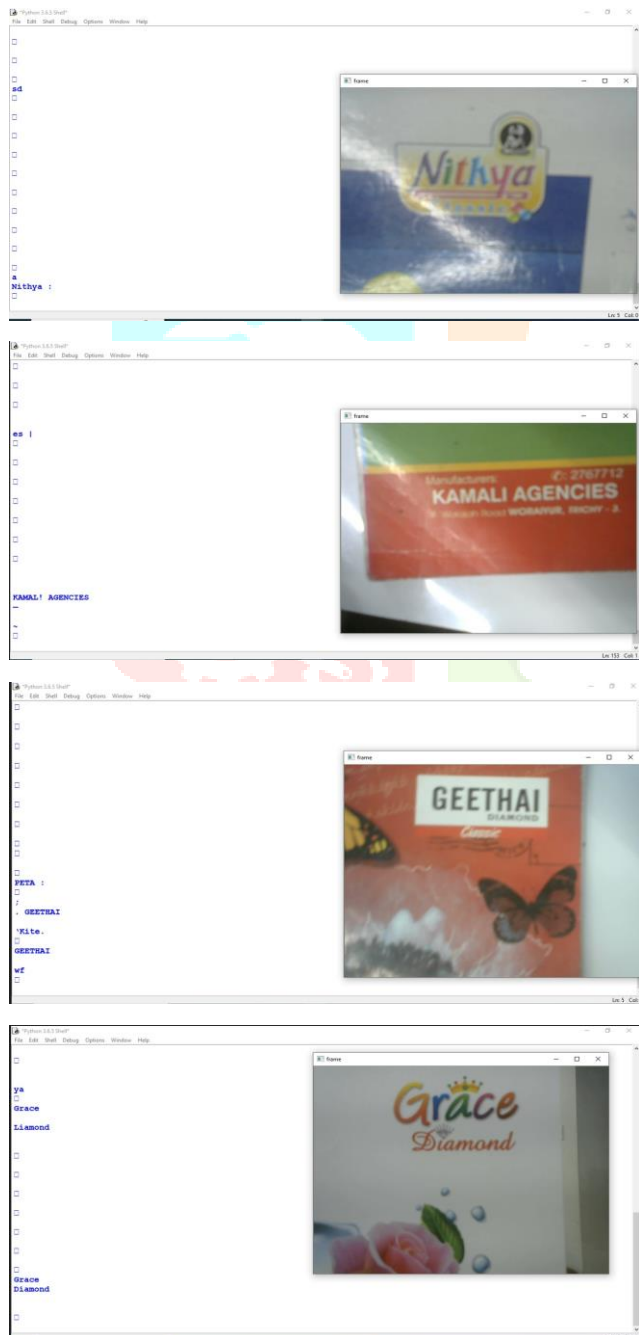 *Python 3.6.5 Shell*
File Edit Shell Debug Options Window Help
sd
a
Nithya :
frame
Nithya
Ln: 5 Col: 0
*Python 3.6.5 Shell*
File Edit Shell Debug Options Window Help
es |
KAMAL! AGENCIES
—
~
frame
Manufacturers: ✆: 2767712
KAMALI AGENCIES
Road WORAIYUR, TRICHY - 3.
Ln: 153 Col: 1
*Python 3.6.5 Shell*
File Edit Shell Debug Options Window Help
PETA :
;
. GEETHAI
'Kite.
GEETHAI
wf
frame
GEETHAI
DIAMOND
Classic
Ln: 5 Col:
*Python 3.6.5 Shell*
File Edit Shell Debug Options Window Help
ya
Grace
Liamond
Grace
Diamond
frame
Grace
Diamond